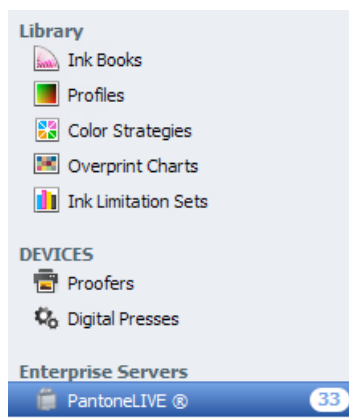 Library
Ink Books
Profiles
Color Strategies
Overprint Charts
Ink Limitation Sets
DEVICES
Proofers
Digital Presses
Enterprise Servers
PantoneLIVE ® 33